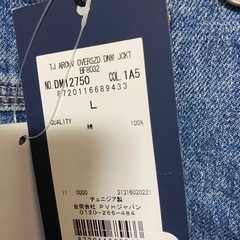 TJ ARCHV OVERSZD DNM JCKT
BF8032
NO. DM12750 COL. 1A5
8720116689433
L
QUALITY
綿 100%
11 0000 31316020221
チュニジア製
合同会社 PVHジャパン
0120-266-484